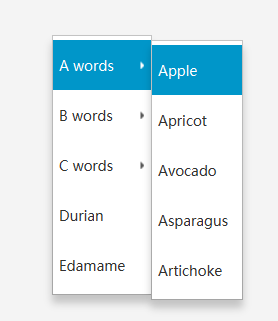 A words
B words
C words
Durian
Edamame
Apple
Apricot
Avocado
Asparagus
Artichoke